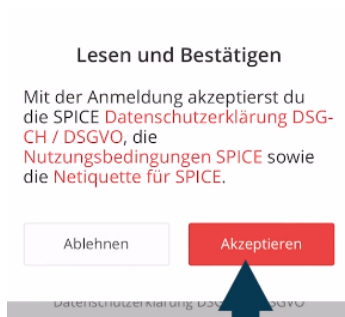 Lesen und Bestätigen
Mit der Anmeldung akzeptierst du
die SPICE Datenschutzerklärung DSG-
CH / DSGVO, die
Nutzungsbedingungen SPICE sowie
die Netiquette für SPICE.
Ablehnen Akzeptieren
Datenschutzerklärung